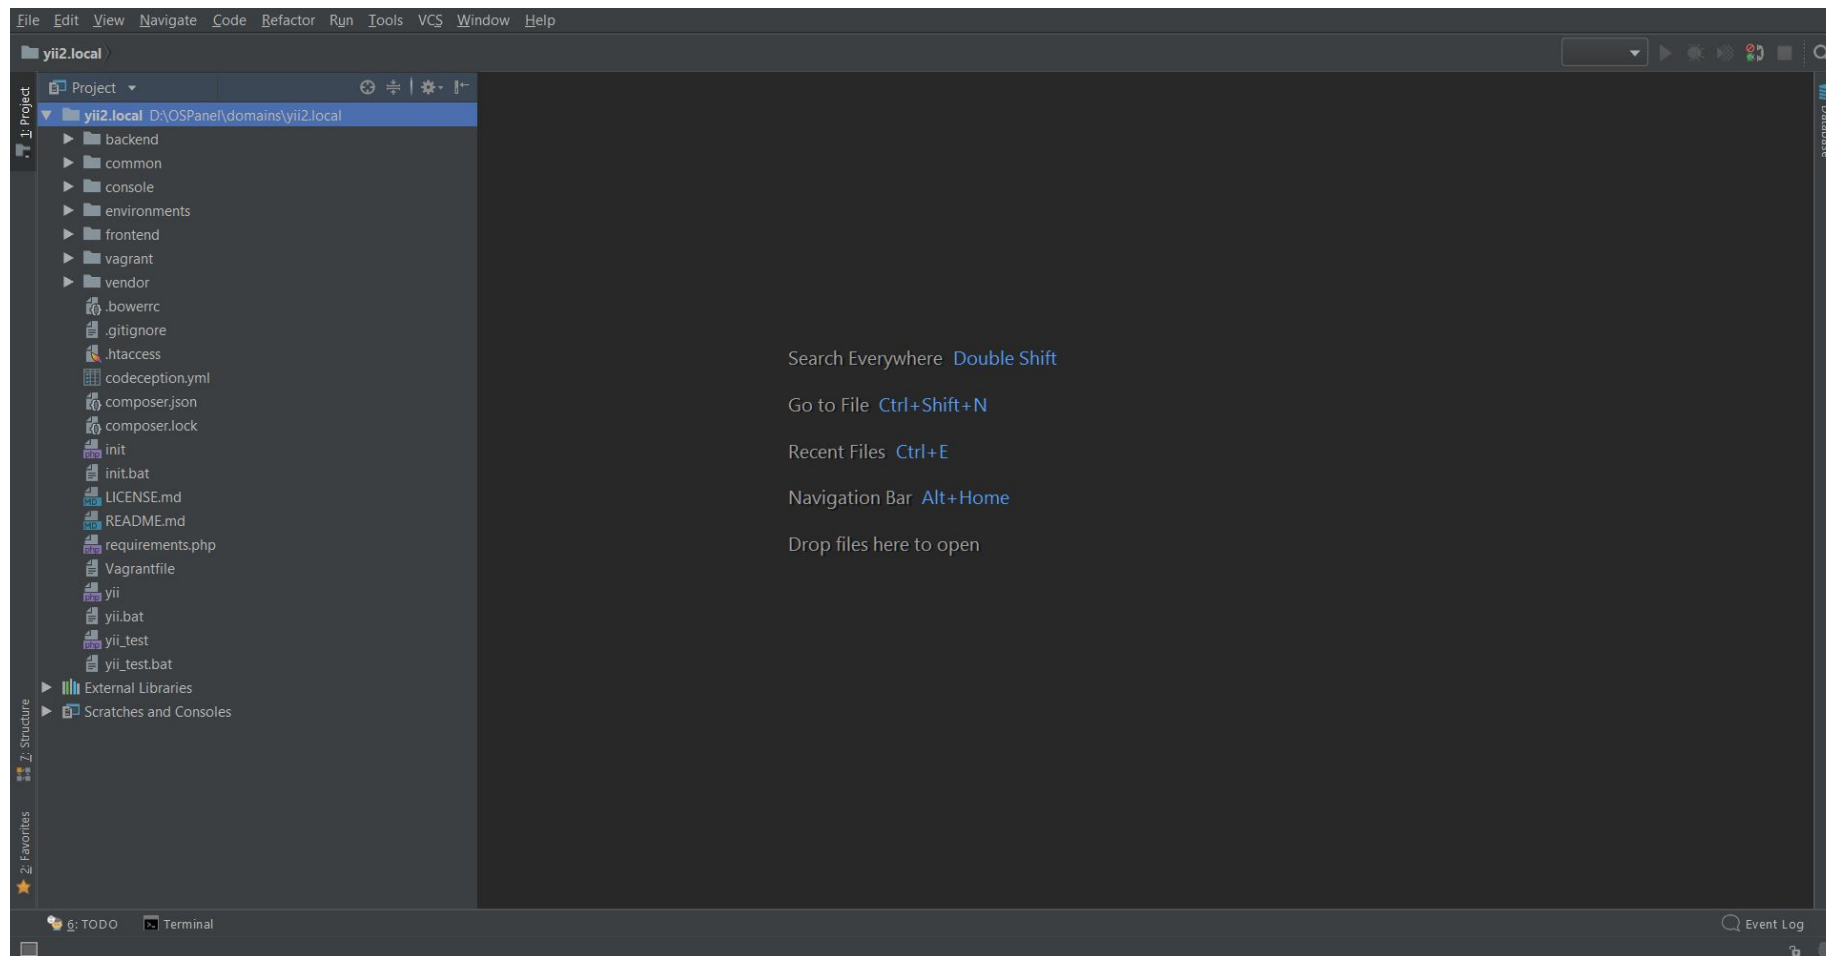 File Edit View Navigate Code Refactor Run Tools VCS Window Help
yii2.local
1: Project
Project
yii2.local D:\OSPanel\domains\yii2.local
backend
common
console
environments
frontend
vagrant
vendor
.bowerrc
.gitignore
.htaccess
codeception.yml
composer.json
composer.lock
init
init.bat
LICENSE.md
README.md
requirements.php
Vagrantfile
yii
yii.bat
yii_test
yii_test.bat
External Libraries
Scratches and Consoles
7: Structure
2: Favorites
Search Everywhere Double Shift
Go to File Ctrl+Shift+N
Recent Files Ctrl+E
Navigation Bar Alt+Home
Drop files here to open
Database
6: TODO Terminal
Event Log